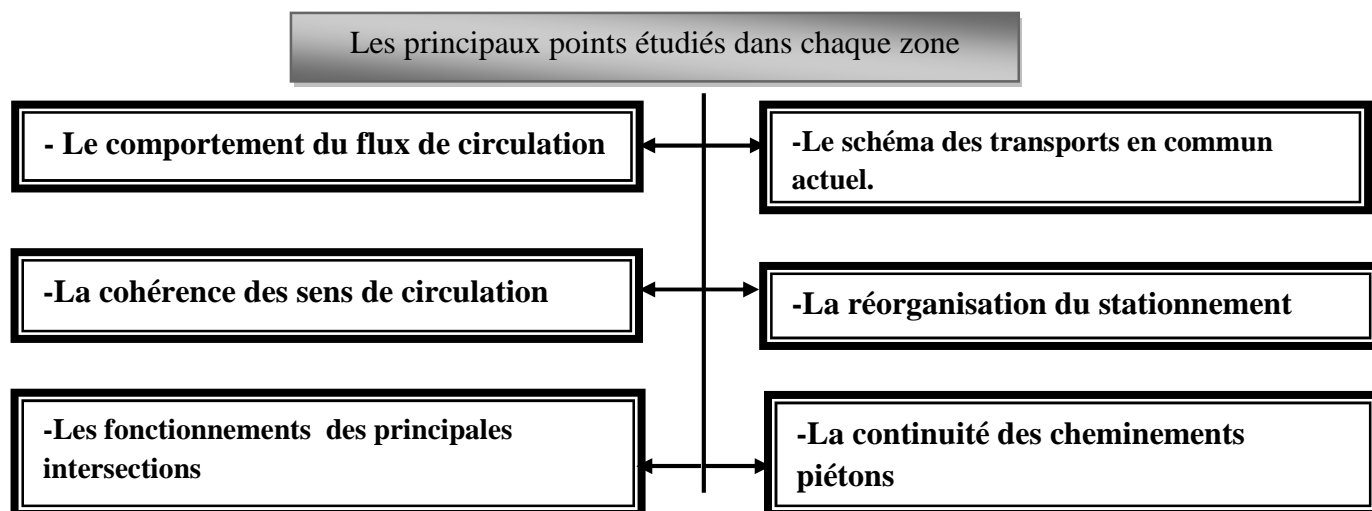 Les principaux points étudiés dans chaque zone
- Le comportement du flux de circulation
-Le schéma des transports en commun
actuel.
-La cohérence des sens de circulation
-La réorganisation du stationnement
-Les fonctionnements  des principales
intersections
-La continuité des cheminements
piétons